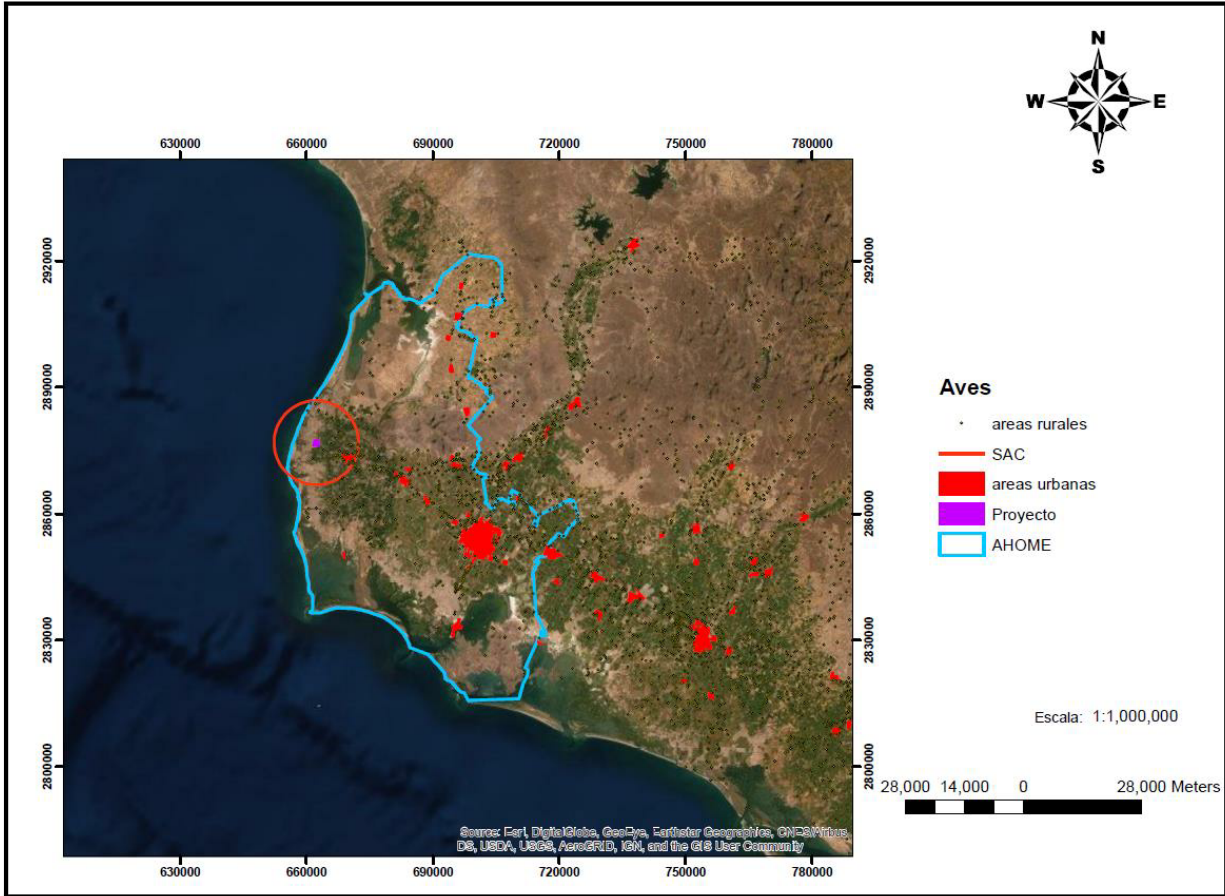 N
W E
S
630000 660000 690000 720000 750000 780000
2920000 2920000
2890000 2890000
2860000 2860000
2830000 2830000
2800000 2800000
630000 660000 690000 720000 750000 780000
Aves
areas rurales
SAC
areas urbanas
Proyecto
AHOME
Escala: 1:1,000,000
28,000 14,000 0 28,000 Meters
Source: Esri, DigitalGlobe, GeoEye, Earthstar Geographics, CNES/Airbus
DS, USDA, USGS, AeroGRID, IGN, and the GIS User Community